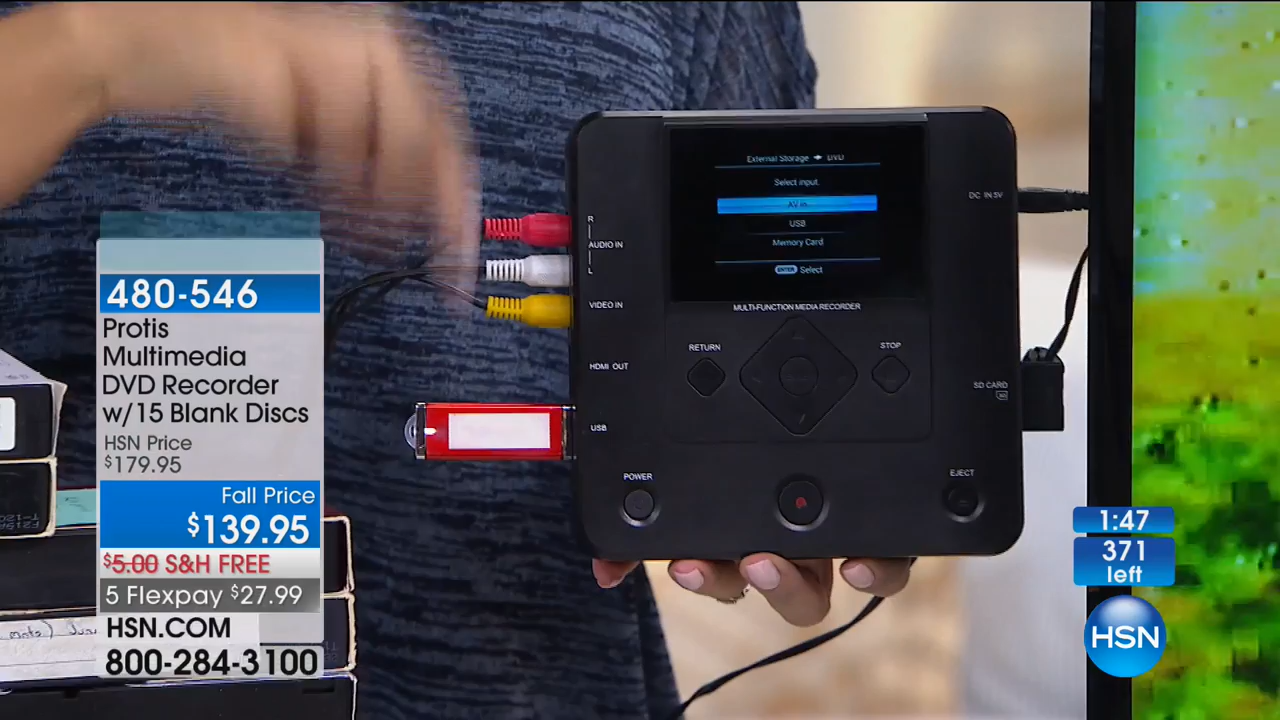 480-546
Protis
Multimedia
DVD Recorder
w/15 Blank Discs
HSN Price
$179.95
Fall Price
$139.95
$5.00 S&H FREE
5 Flexpay $27.99
HSN.COM
800-284-3100
External Storage DVD
Select input.
AV in
USB
Memory Card
ENTER Select
MULTI-FUNCTION MEDIA RECORDER
R
AUDIO IN
L
VIDEO IN
HDMI OUT
USB
RETURN
STOP
POWER
EJECT
DC IN 5V
SD CARD
1:47
371
left
HSN